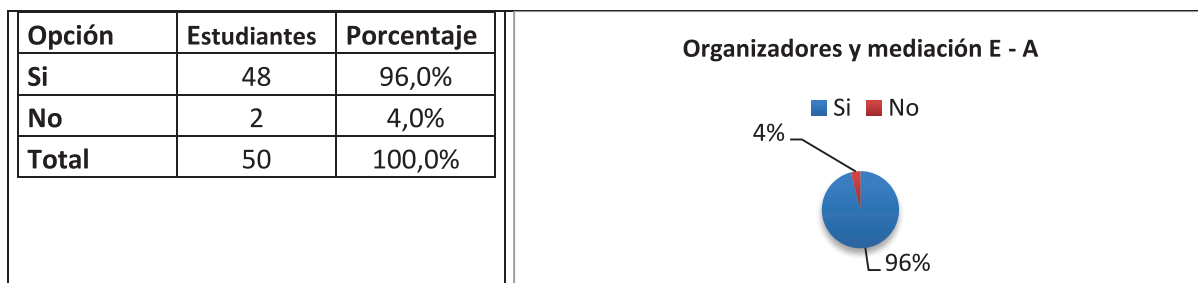 Opción Estudiantes Porcentaje
Si 48 96,0%
No 2 4,0%
Total 50 100,0%
Organizadores y mediación E - A
Si No
4%
96%